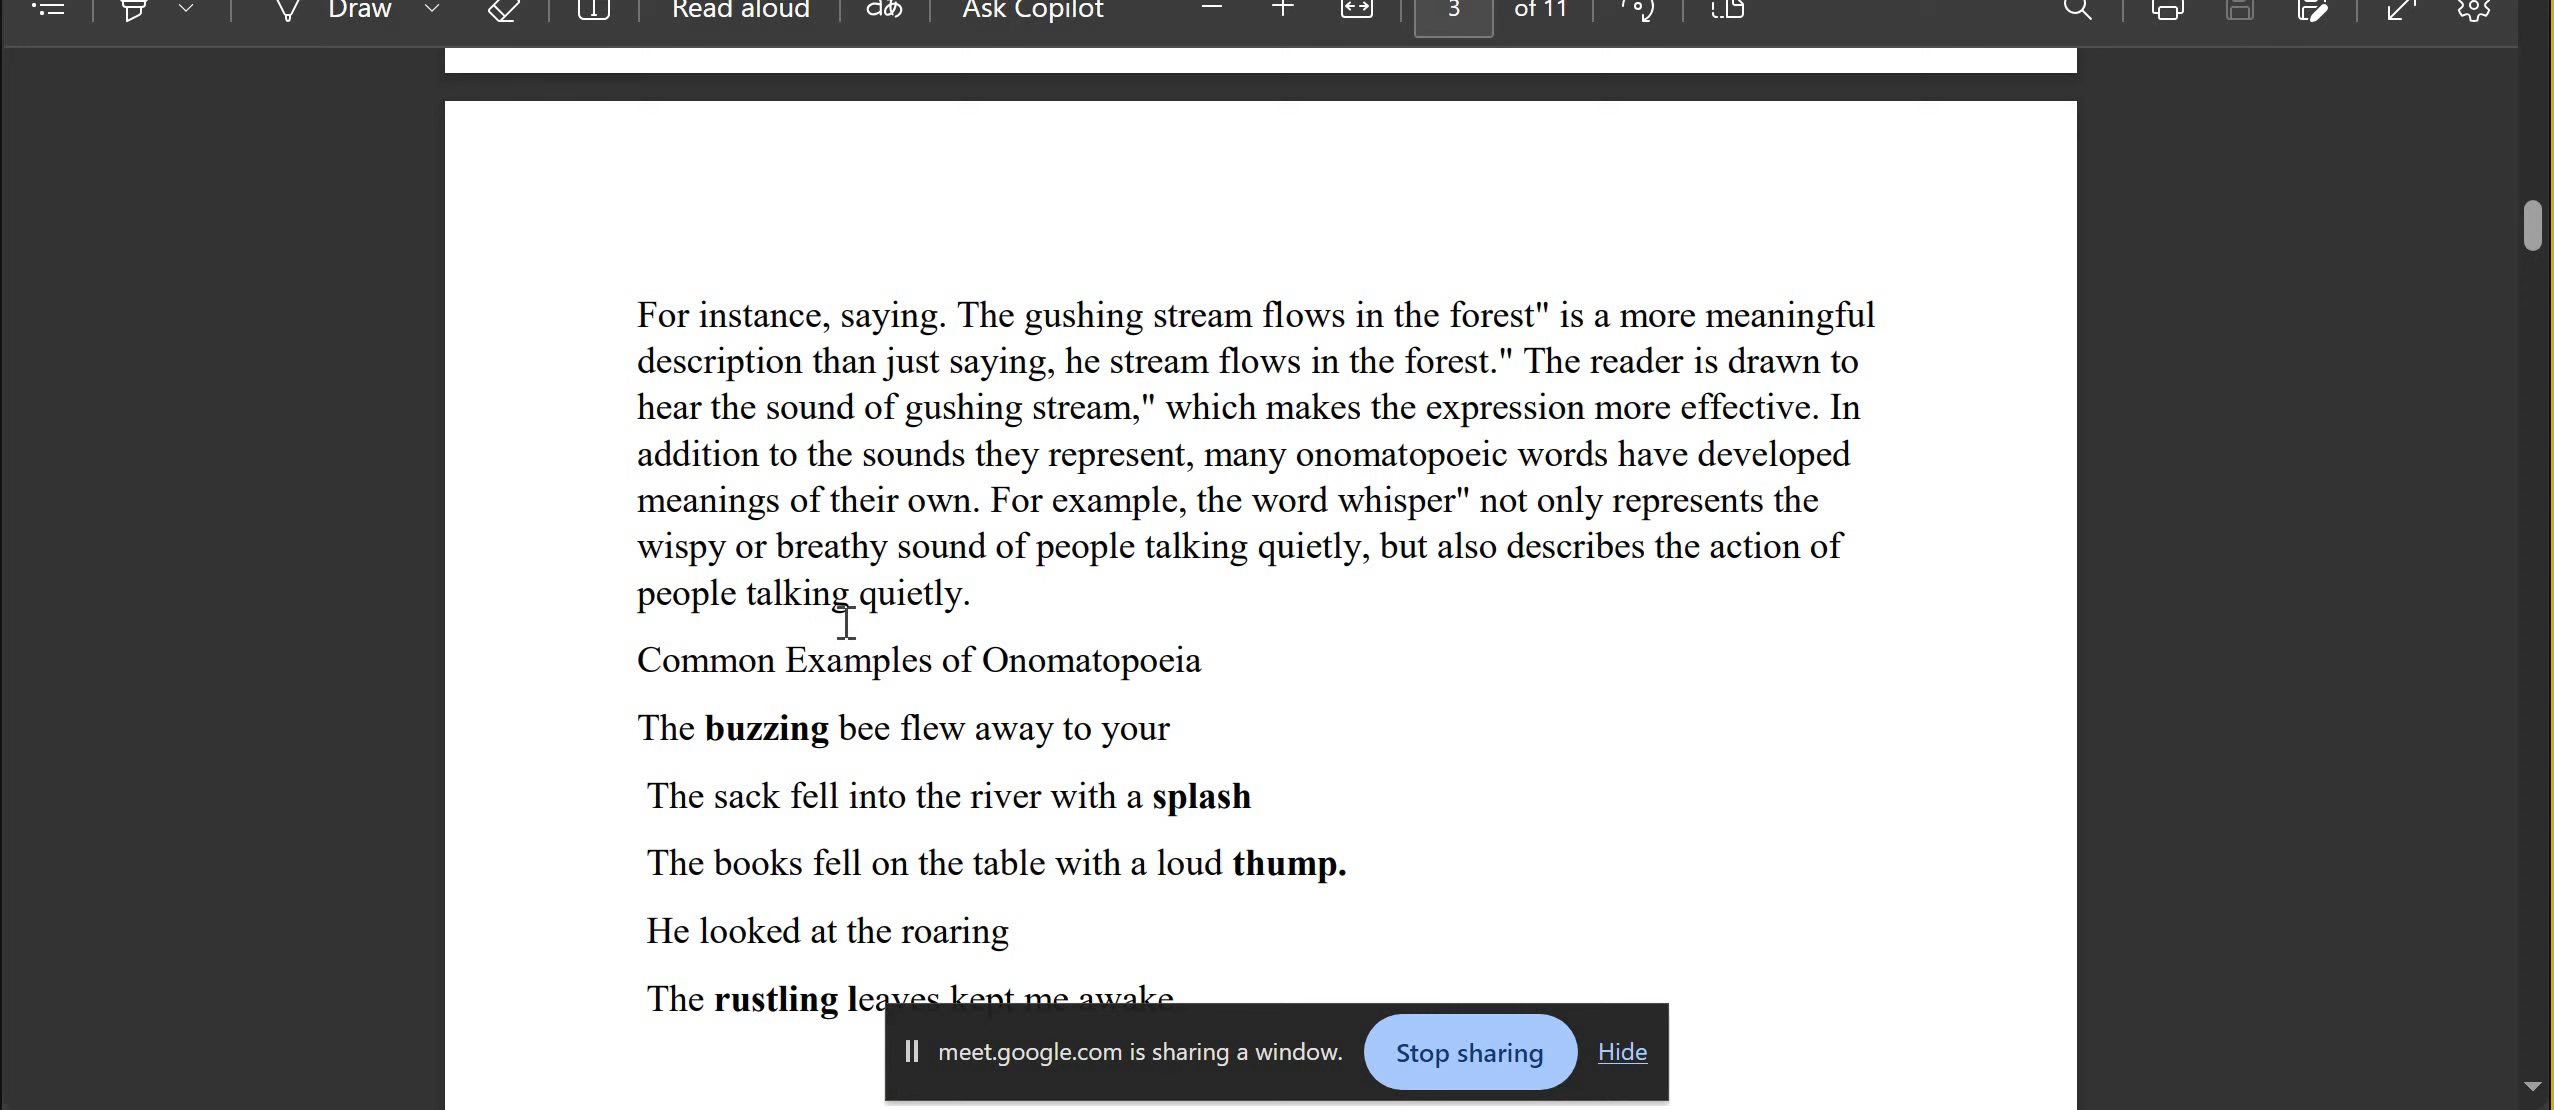 Draw Read aloud Ask Copilot 3 of 11
For instance, saying. The gushing stream flows in the forest" is a more meaningful
description than just saying, he stream flows in the forest." The reader is drawn to
hear the sound of gushing stream," which makes the expression more effective. In
addition to the sounds they represent, many onomatopoeic words have developed
meanings of their own. For example, the word whisper" not only represents the
wispy or breathy sound of people talking quietly, but also describes the action of
people talking quietly.
Common Examples of Onomatopoeia
The buzzing bee flew away to your
The sack fell into the river with a splash
The books fell on the table with a loud thump.
He looked at the roaring
The rustling leaves kept me awake
meet.google.com is sharing a window. Stop sharing Hide